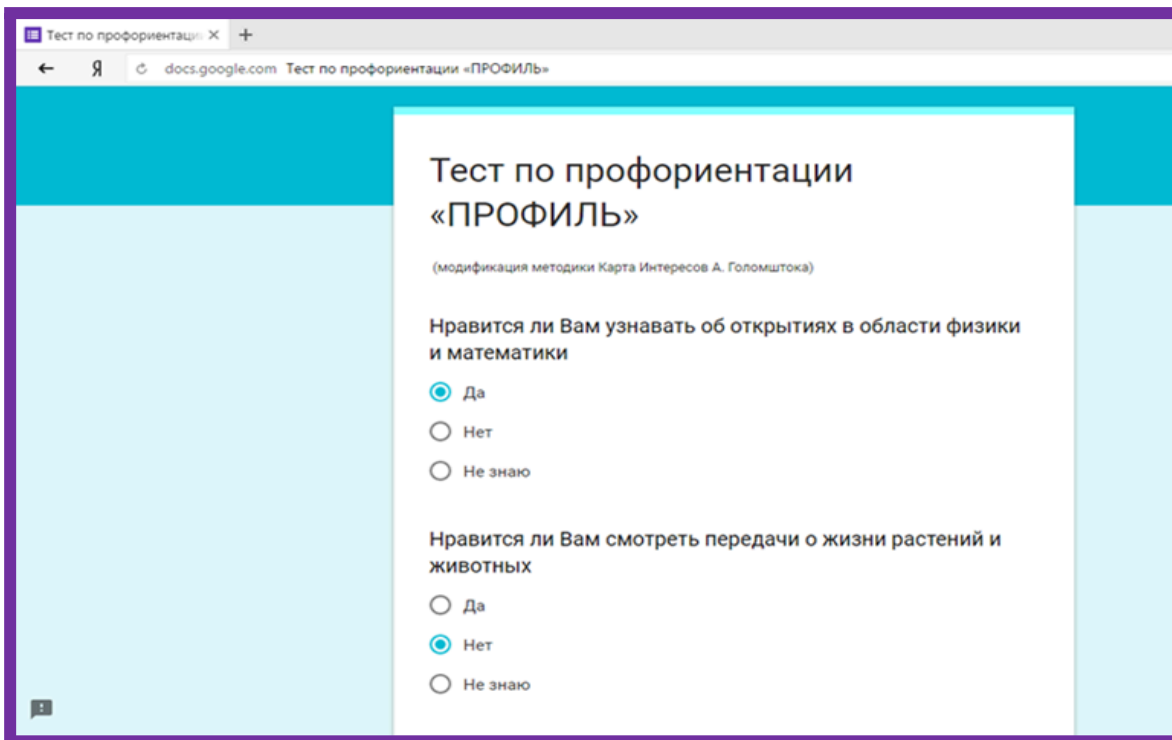 Тест по профориентаци
Я docs.google.com Тест по профориентации «ПРОФИЛЬ»
Тест по профориентации
«ПРОФИЛЬ»
(модификация методики Карта Интересов А. Голомштока)
Нравится ли Вам узнавать об открытиях в области физики
и математики
Да
Нет
Не знаю
Нравится ли Вам смотреть передачи о жизни растений и
животных
Да
Нет
Не знаю